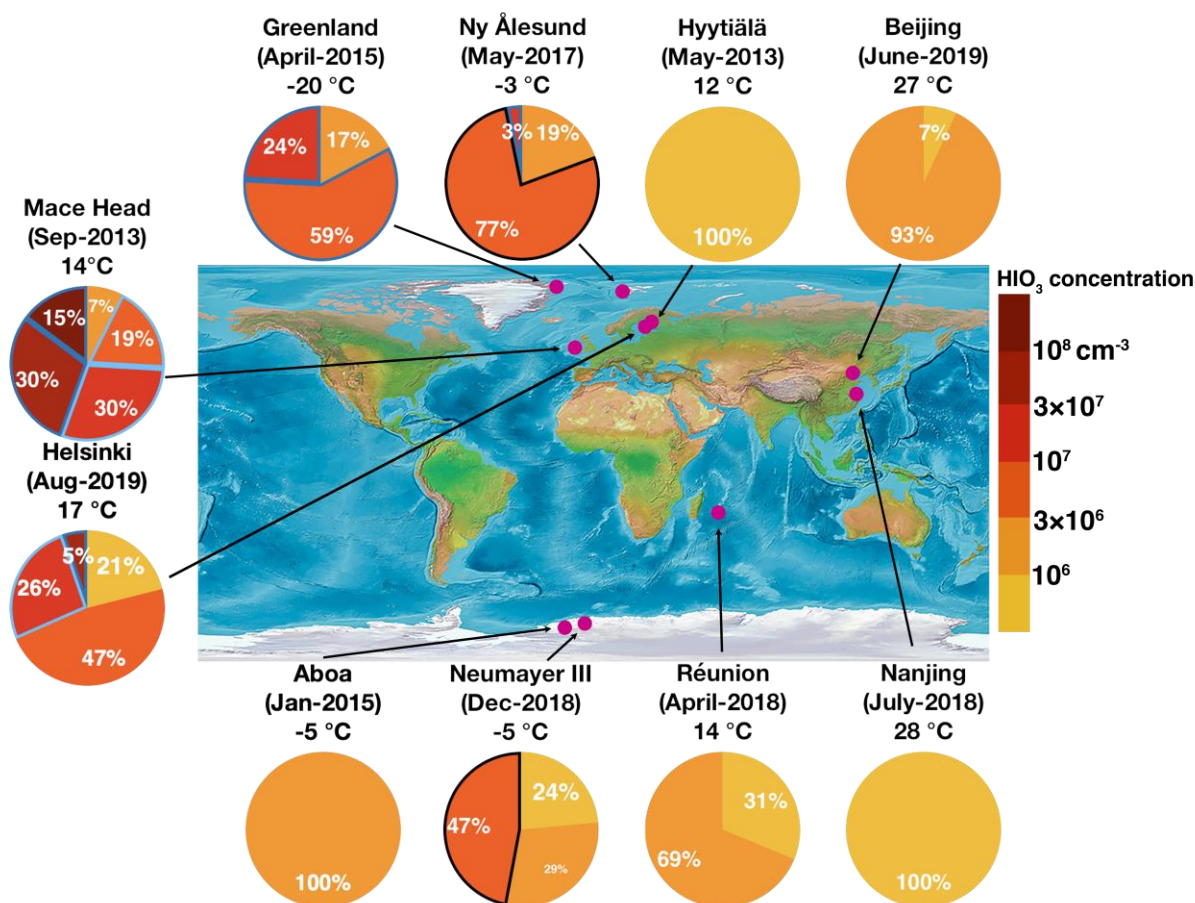 Greenland
(April-2015)
-20 °C
24%
17%
59%
Ny Ålesund
(May-2017)
-3 °C
3%
19%
77%
Hyytiälä
(May-2013)
12 °C
100%
Beijing
(June-2019)
27 °C
7%
93%
Mace Head
(Sep-2013)
14°C
15%
7%
19%
30%
30%
Helsinki
(Aug-2019)
17 °C
5%
21%
26%
47%
HIO₃ concentration
10⁸ cm⁻³
3×10⁷
10⁷
3×10⁶
10⁶
Aboa
(Jan-2015)
-5 °C
100%
Neumayer III
(Dec-2018)
-5 °C
24%
47%
29%
Réunion
(April-2018)
14 °C
31%
69%
Nanjing
(July-2018)
28 °C
100%